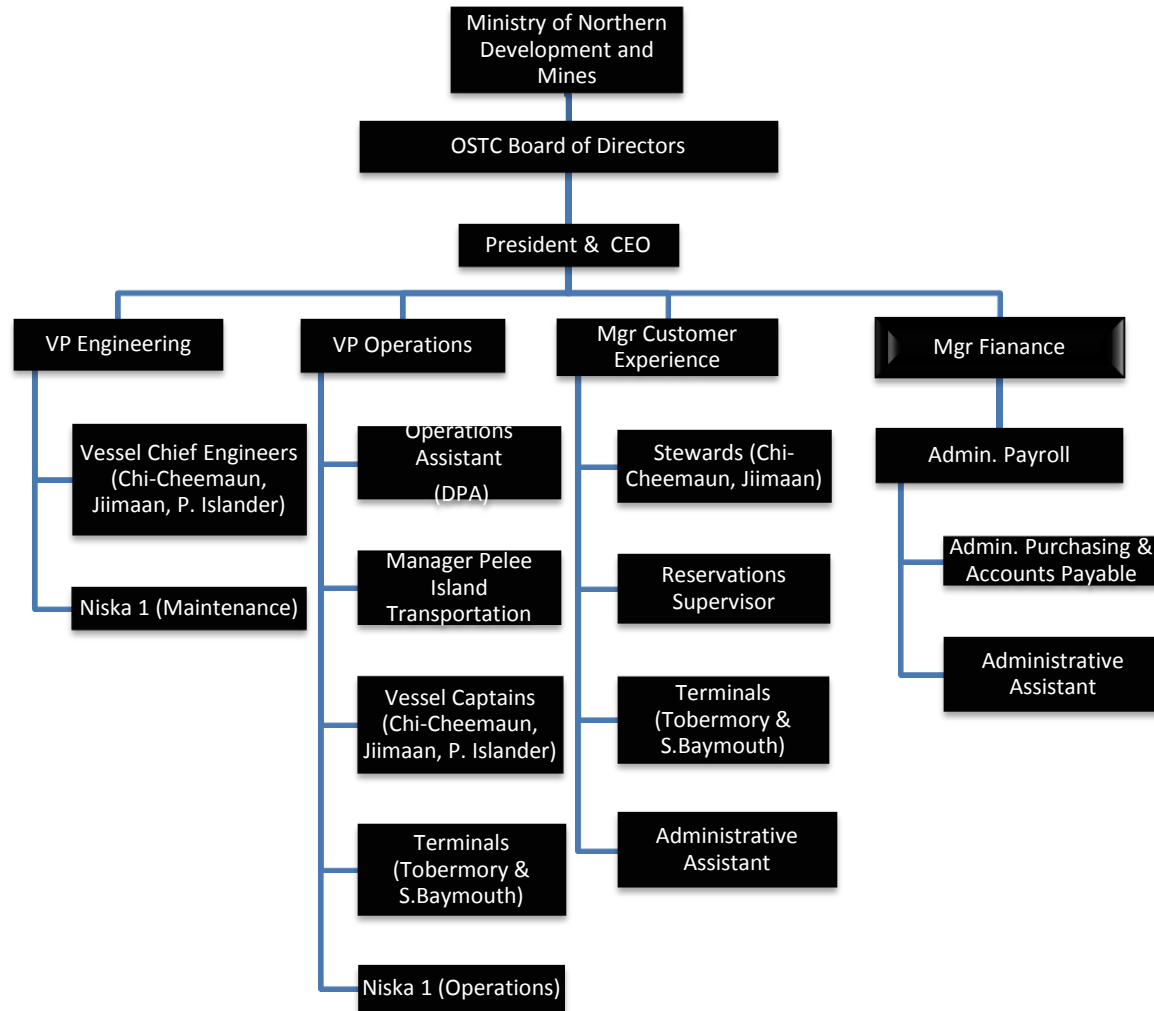 Ministry of Northern
Development and
Mines
OSTC Board of Directors
President & CEO
VP Engineering
VP Operations
Mgr Customer
Experience
Mgr Fianance
Vessel Chief Engineers
(Chi-Cheemaun,
Jiimaan, P. Islander)
Niska 1 (Maintenance)
Operations
Assistant
(DPA)
Manager Pelee
Island
Transportation
Vessel Captains
(Chi-Cheemaun,
Jiimaan, P. Islander)
Terminals
(Tobermory &
S.Baymouth)
Niska 1 (Operations)
Stewards (Chi-
Cheemaun, Jiimaan)
Reservations
Supervisor
Terminals
(Tobermory &
S.Baymouth)
Administrative
Assistant
Admin. Payroll
Admin. Purchasing &
Accounts Payable
Administrative
Assistant